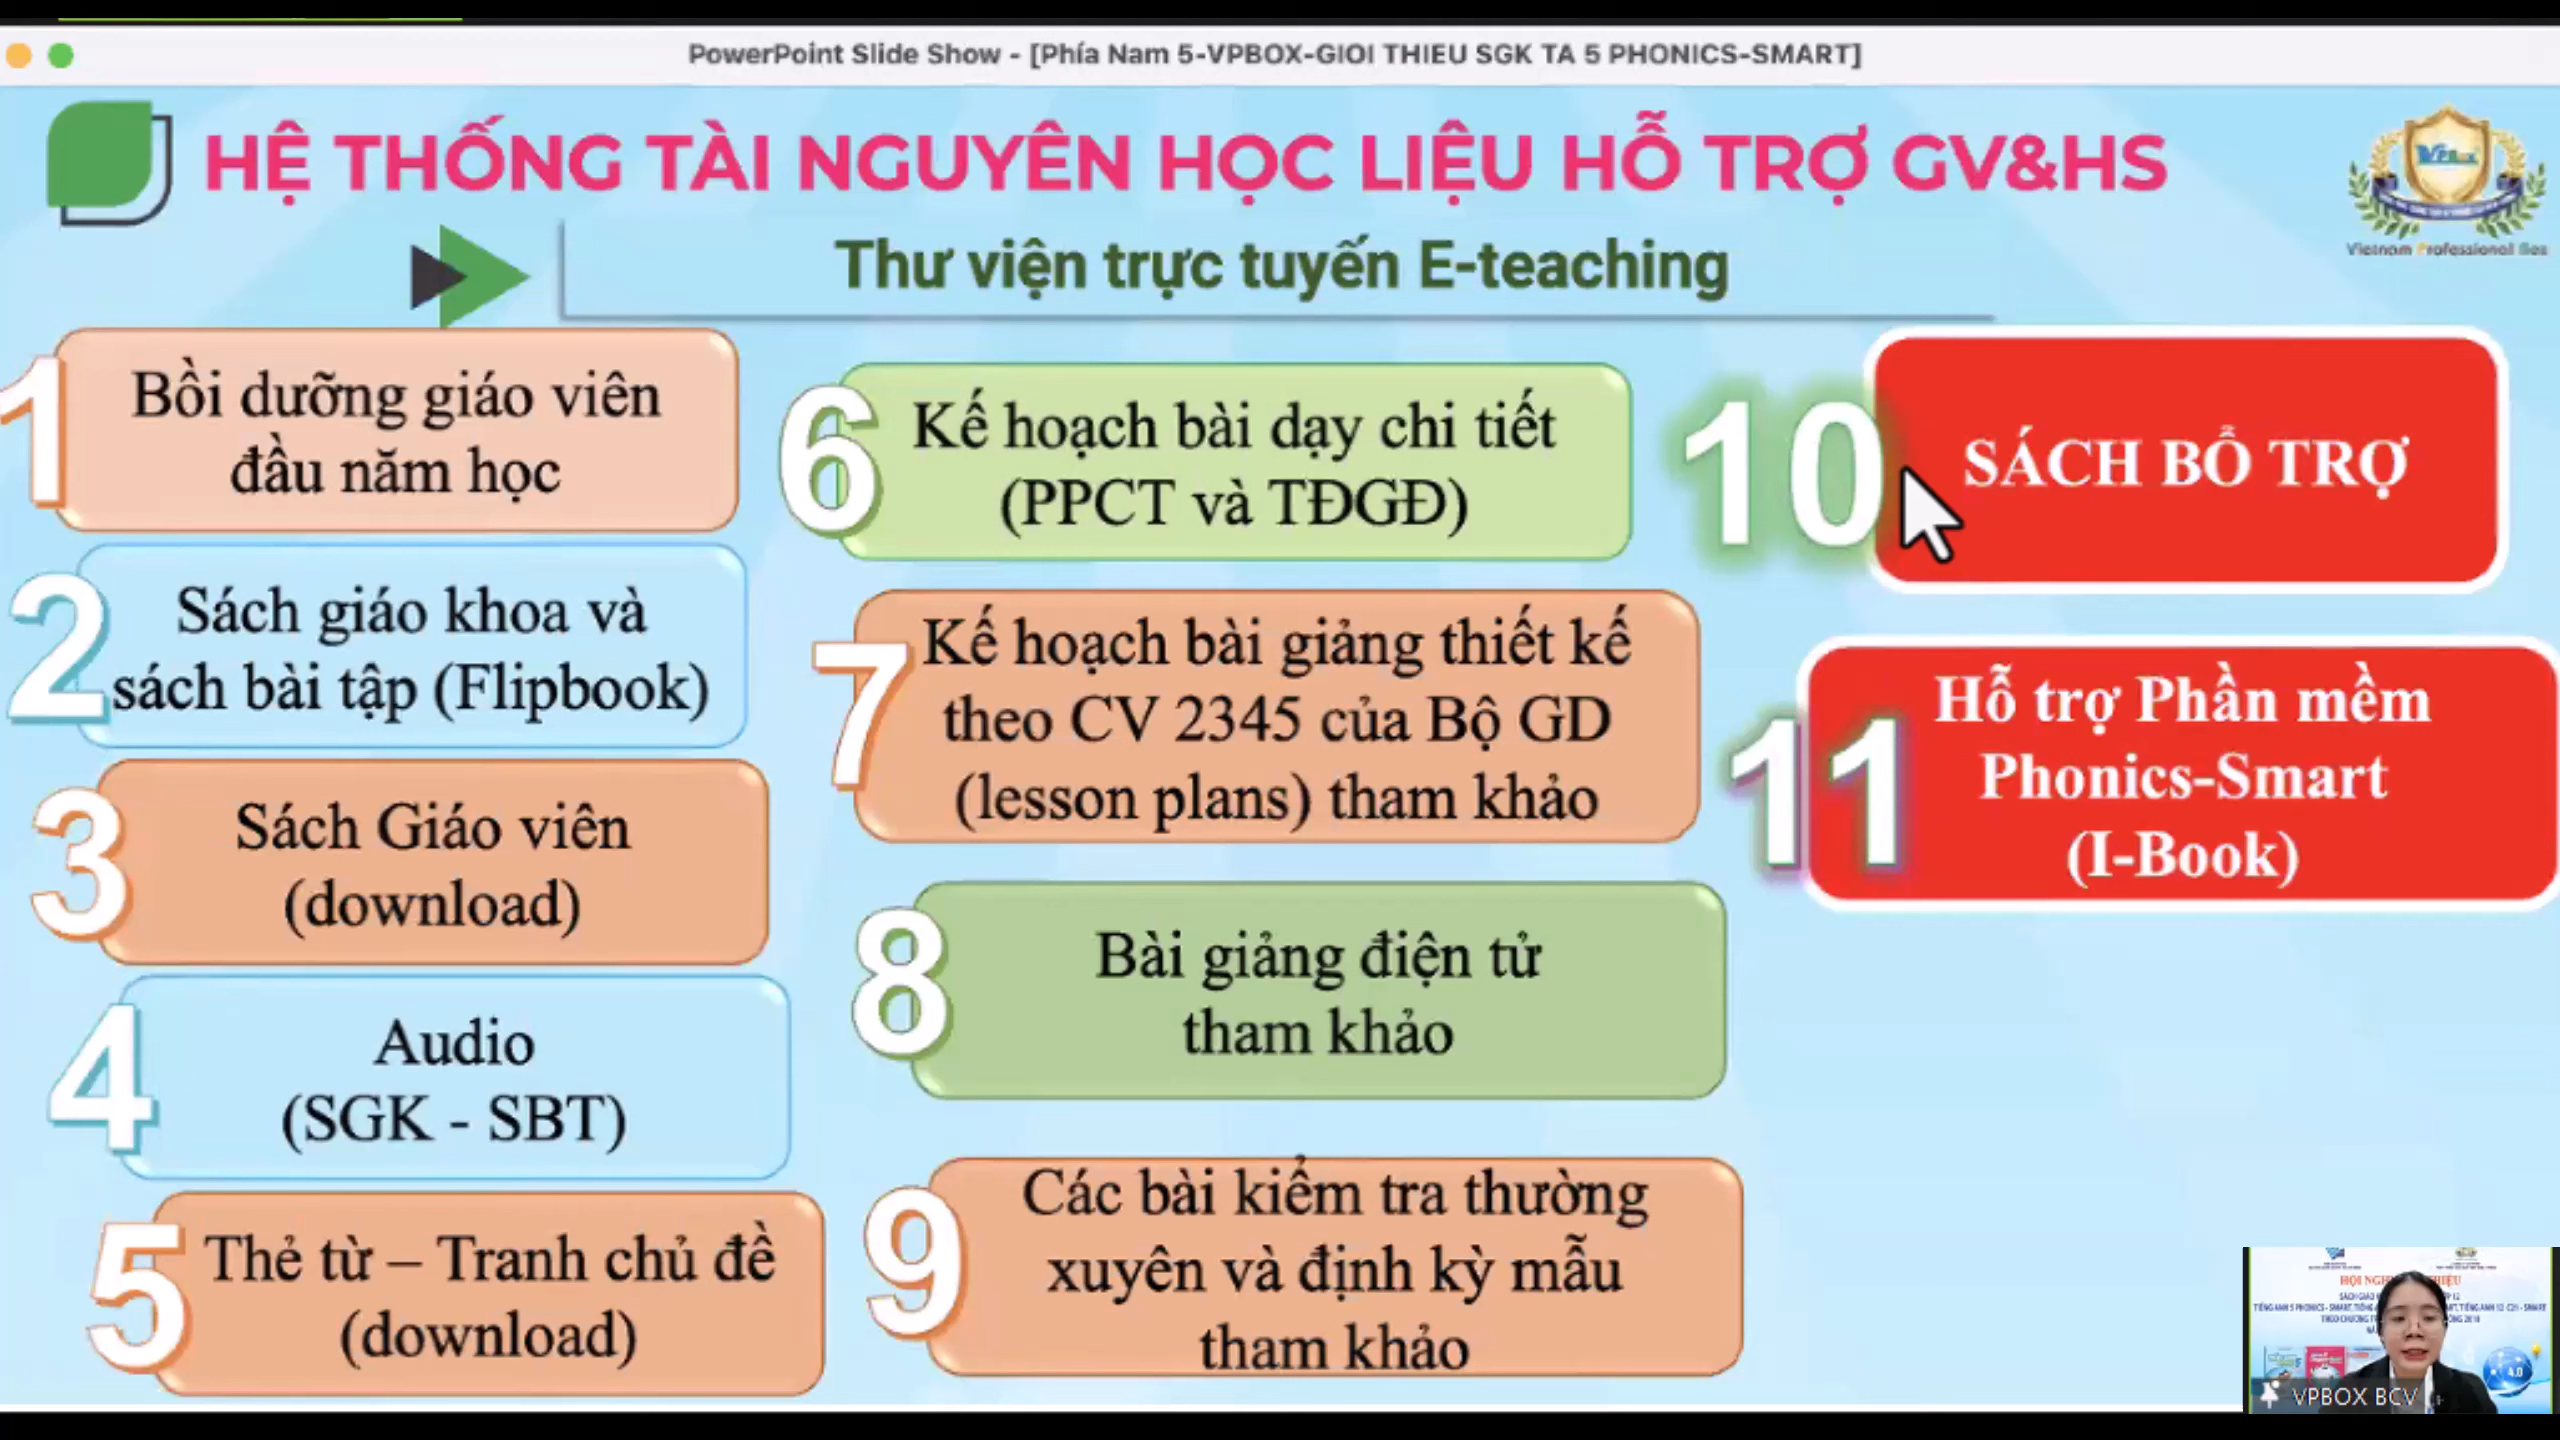 PowerPoint Slide Show - [Phía Nam 5-VPBOX-GIOI THIEU SGK TA 5 PHONICS-SMART]
HỆ THỐNG TÀI NGUYÊN HỌC LIỆU HỖ TRỢ GV&HS
VPBox
Vietnam Professional Box
Thư viện trực tuyến E-teaching
1
Bồi dưỡng giáo viên
đầu năm học
2
Sách giáo khoa và
sách bài tập (Flipbook)
3
Sách Giáo viên
(download)
4
Audio
(SGK - SBT)
5
Thẻ từ – Tranh chủ đề
(download)
6
Kế hoạch bài dạy chi tiết
(PPCT và TĐGĐ)
7
Kế hoạch bài giảng thiết kế
theo CV 2345 của Bộ GD
(lesson plans) tham khảo
8
Bài giảng điện tử
tham khảo
9
Các bài kiểm tra thường
xuyên và định kỳ mẫu
tham khảo
10
SÁCH BỔ TRỢ
11
Hỗ trợ Phần mềm
Phonics-Smart
(I-Book)
VPBOX BCV